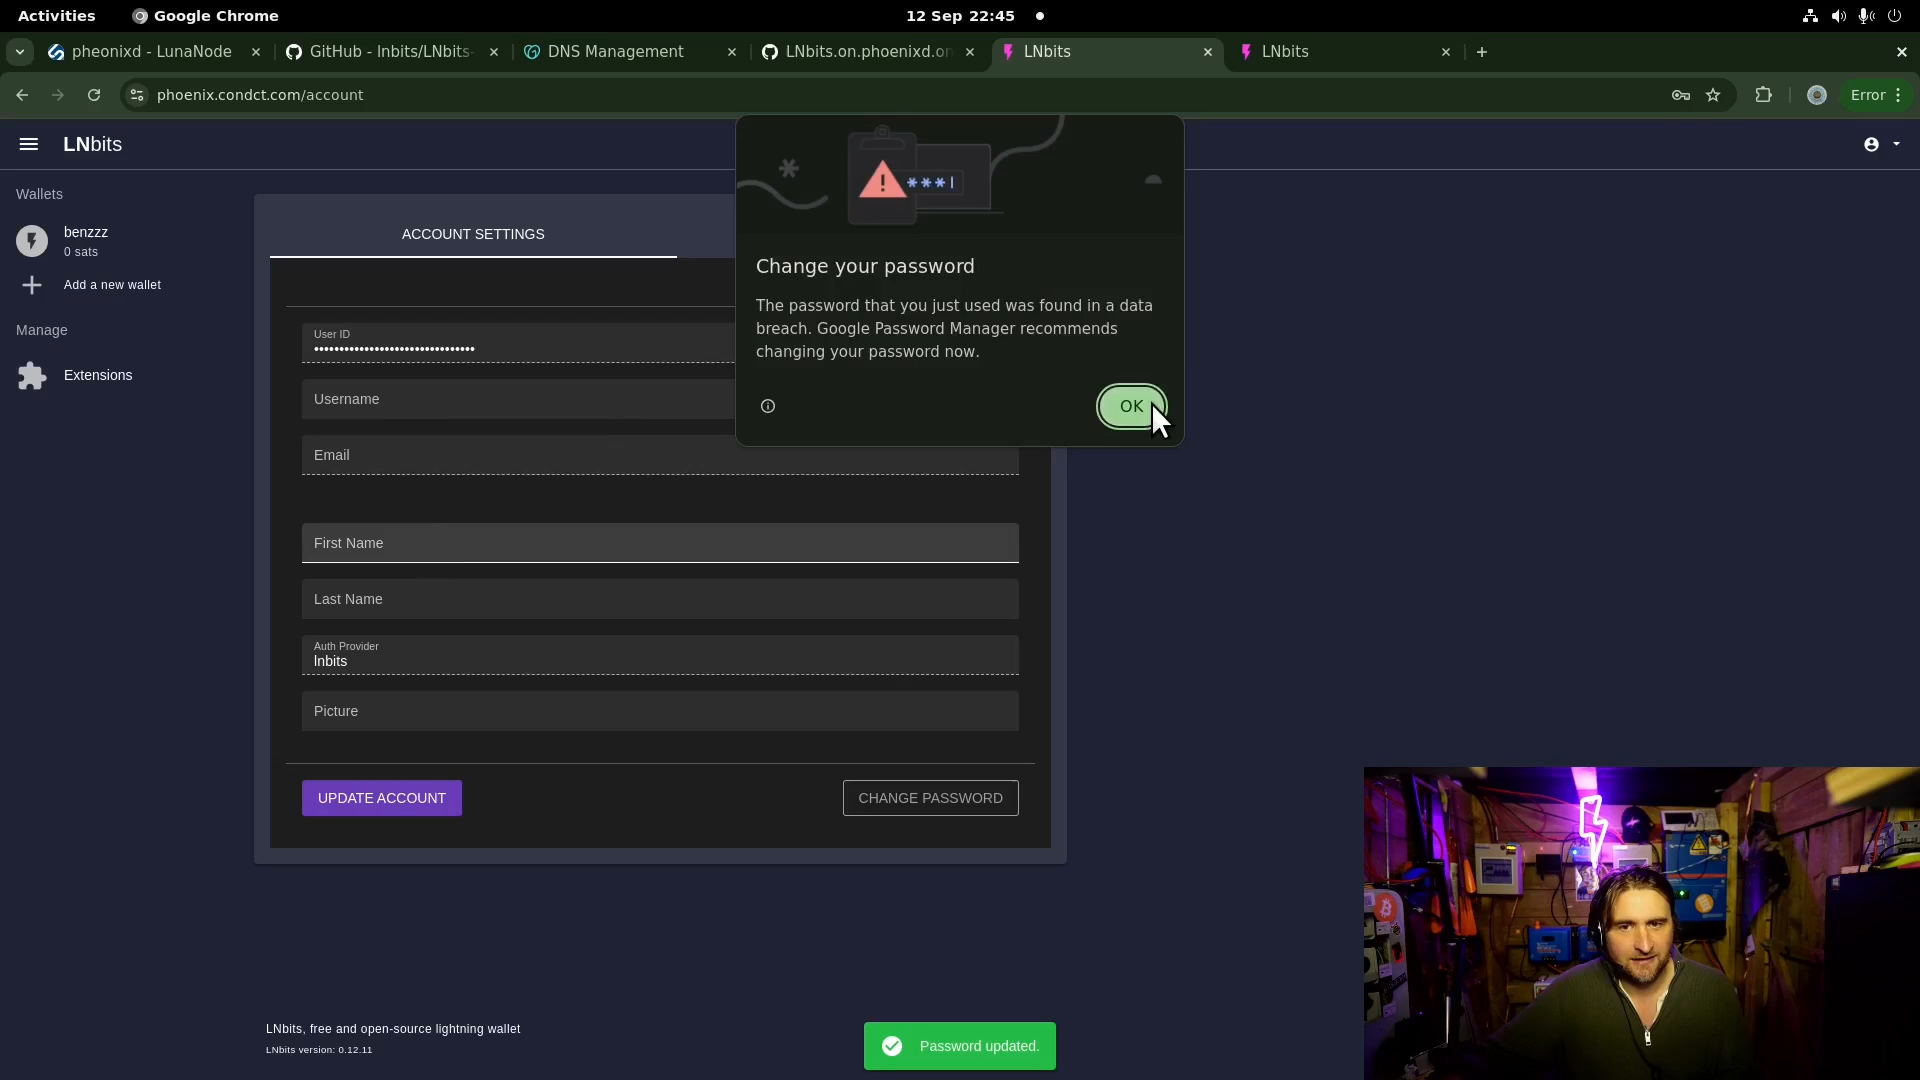 Activities
Google Chrome
12 Sep 22:45
pheonixd - LunaNode
GitHub - lnbits/LNbits-
DNS Management
LNbits.on.phoenixd.on
LNbits
LNbits
phoenix.condct.com/account
Error
LNbits
Wallets
benzzz
0 sats
Add a new wallet
Manage
Extensions
ACCOUNT SETTINGS
User ID
Username
Email
First Name
Last Name
Auth Provider
lnbits
Picture
UPDATE ACCOUNT
CHANGE PASSWORD
Change your password
The password that you just used was found in a data
breach. Google Password Manager recommends
changing your password now.
OK
LNbits, free and open-source lightning wallet
LNbits version: 0.12.11
Password updated.